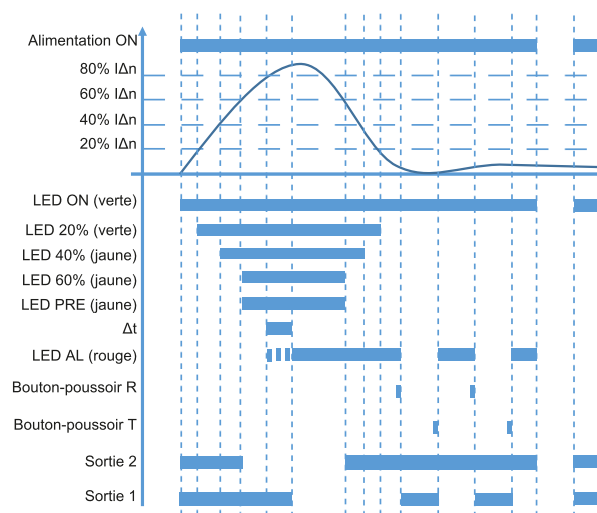 Alimentation ON
80% IΔn
60% IΔn
40% IΔn
20% IΔn
LED ON (verte)
LED 20% (verte)
LED 40% (jaune)
LED 60% (jaune)
LED PRE (jaune)
Δt
LED AL (rouge)
Bouton-poussoir R
Bouton-poussoir T
Sortie 2
Sortie 1